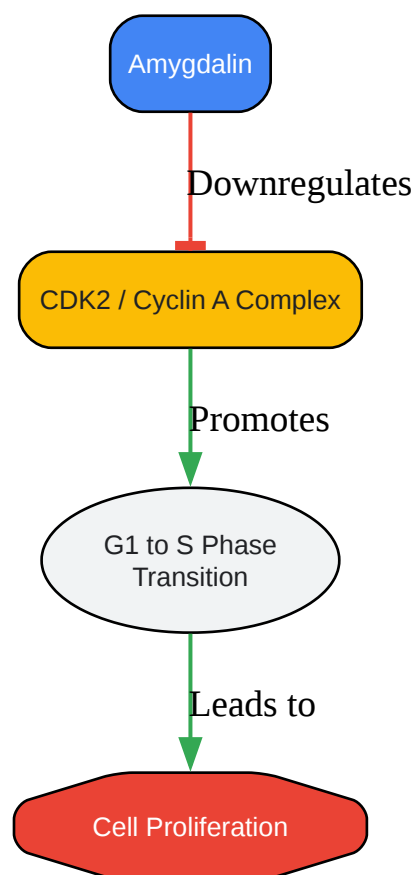 Amygdalin
Downregulates
CDK2 / Cyclin A Complex
Promotes
G1 to S Phase
Transition
Leads to
Cell Proliferation